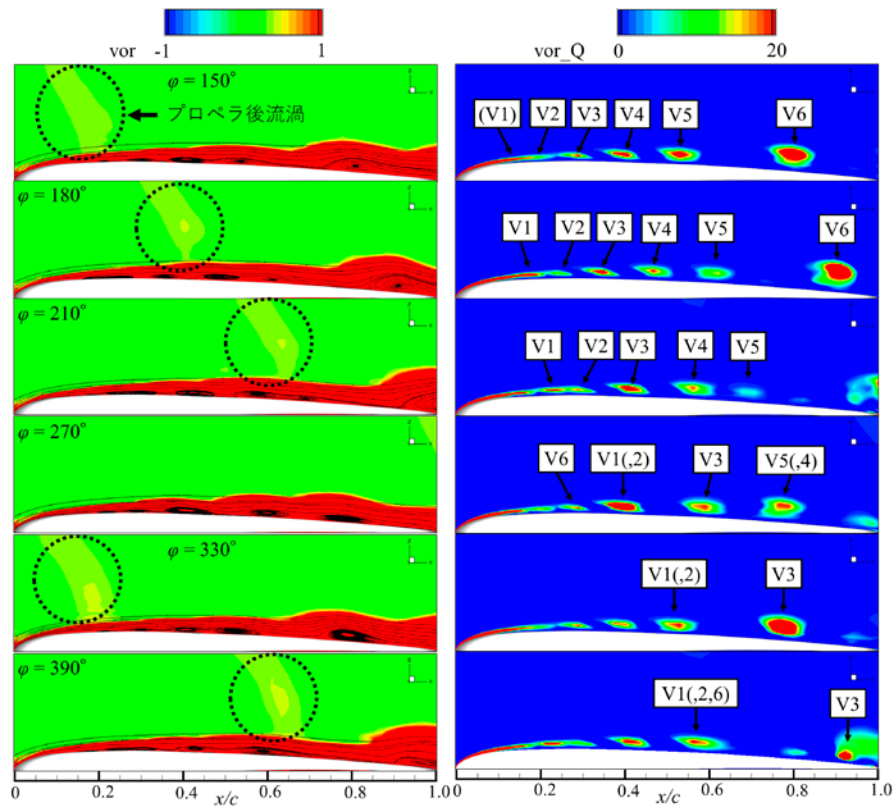 vor -1 1
vor_Q 0 20
φ = 150°
プロペラ後流渦
(V1) V2 V3 V4 V5 V6
φ = 180°
V1 V2 V3 V4 V5 V6
φ = 210°
V1 V2 V3 V4 V5
φ = 270°
V6 V1(,2) V3 V5(,4)
φ = 330°
V1(,2) V3
φ = 390°
V1(,2,6) V3
0 0.2 0.4 0.6 0.8 1.0
x/c
0 0.2 0.4 0.6 0.8 1.0
x/c